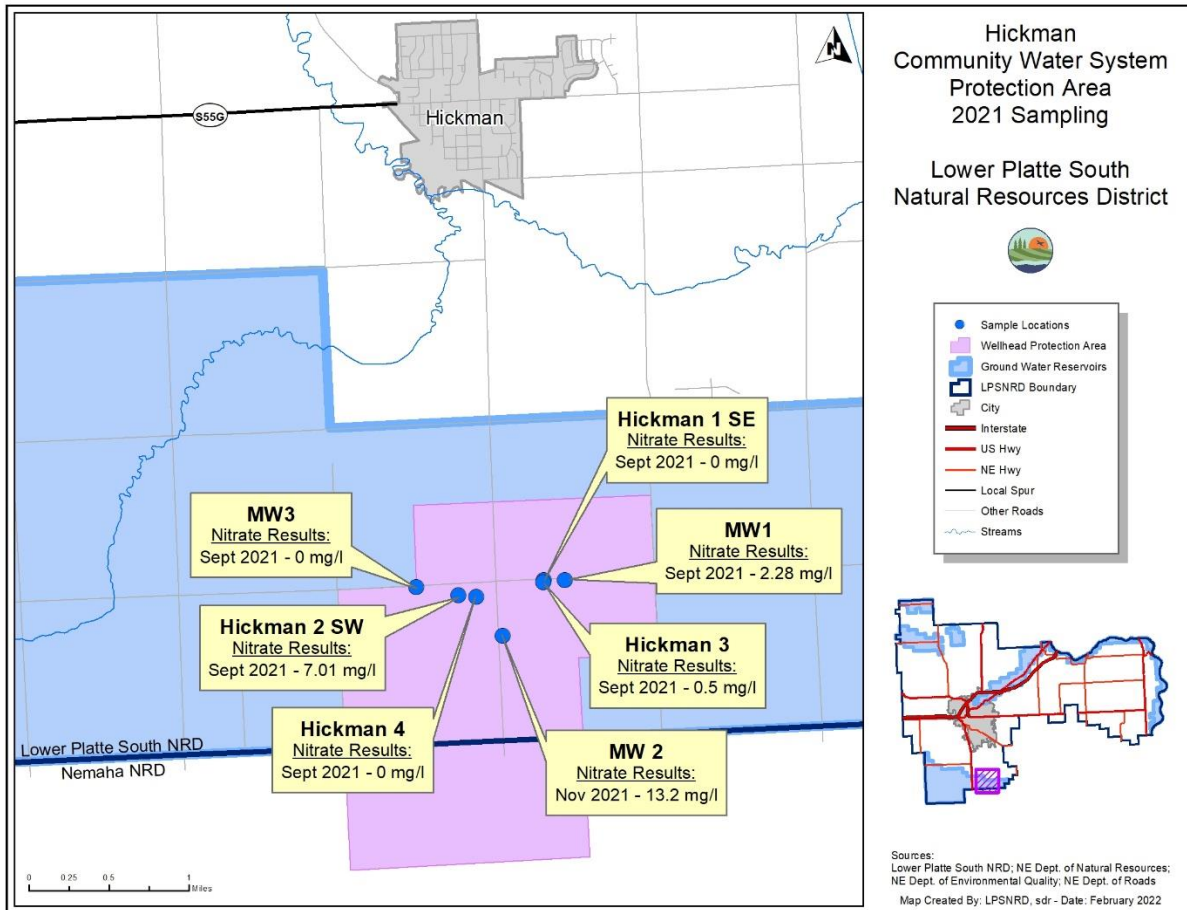 Hickman
Community Water System
Protection Area
2021 Sampling
Lower Platte South
Natural Resources District
N
S55G
Hickman
Hickman 1 SE
Nitrate Results:
Sept 2021 - 0 mg/l
MW3
Nitrate Results:
Sept 2021 - 0 mg/l
MW1
Nitrate Results:
Sept 2021 - 2.28 mg/l
Hickman 2 SW
Nitrate Results:
Sept 2021 - 7.01 mg/l
Hickman 3
Nitrate Results:
Sept 2021 - 0.5 mg/l
Hickman 4
Nitrate Results:
Sept 2021 - 0 mg/l
MW 2
Nitrate Results:
Nov 2021 - 13.2 mg/l
Lower Platte South NRD
Nemaha NRD
0 0.25 0.5 1
Miles
Sample Locations
Wellhead Protection Area
Ground Water Reservoirs
LPSNRD Boundary
City
Interstate
US Hwy
NE Hwy
Local Spur
Other Roads
Streams
Sources:
Lower Platte South NRD; NE Dept. of Natural Resources;
NE Dept. of Environmental Quality; NE Dept. of Roads
Map Created By: LPSNRD, sdr - Date: February 2022